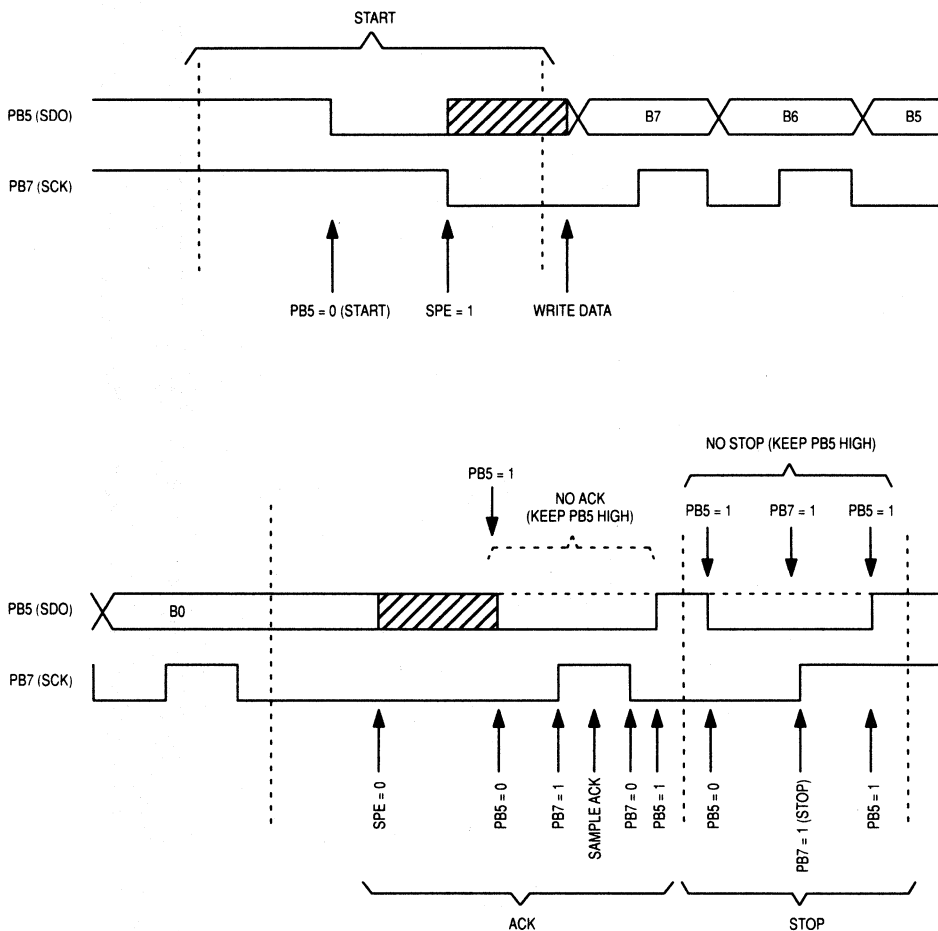 START
PB5 (SDO)
B7
B6
B5
PB7 (SCK)
PB5 = 0 (START)
SPE = 1
WRITE DATA
NO STOP (KEEP PB5 HIGH)
PB5 = 1
NO ACK
(KEEP PB5 HIGH)
PB5 = 1
PB7 = 1
PB5 = 1
PB5 (SDO)
B0
PB7 (SCK)
SPE = 0
PB5 = 0
PB7 = 1
SAMPLE ACK
PB7 = 0
PB5 = 1
PB5 = 0
PB7 = 1 (STOP)
PB5 = 1
ACK
STOP